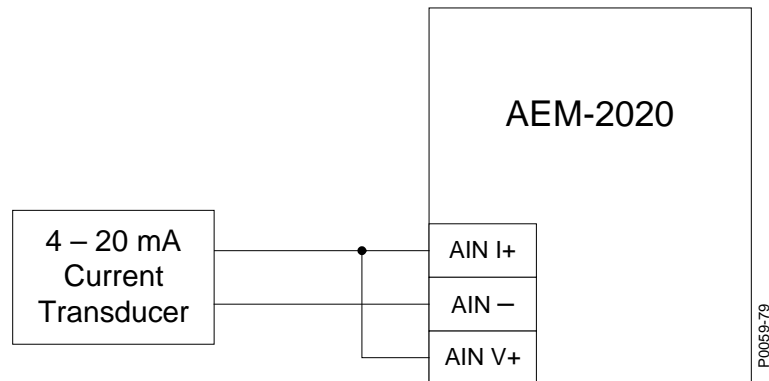 AEM-2020
4 – 20 mA
Current
Transducer
AIN I+
AIN –
AIN V+
P0059-79